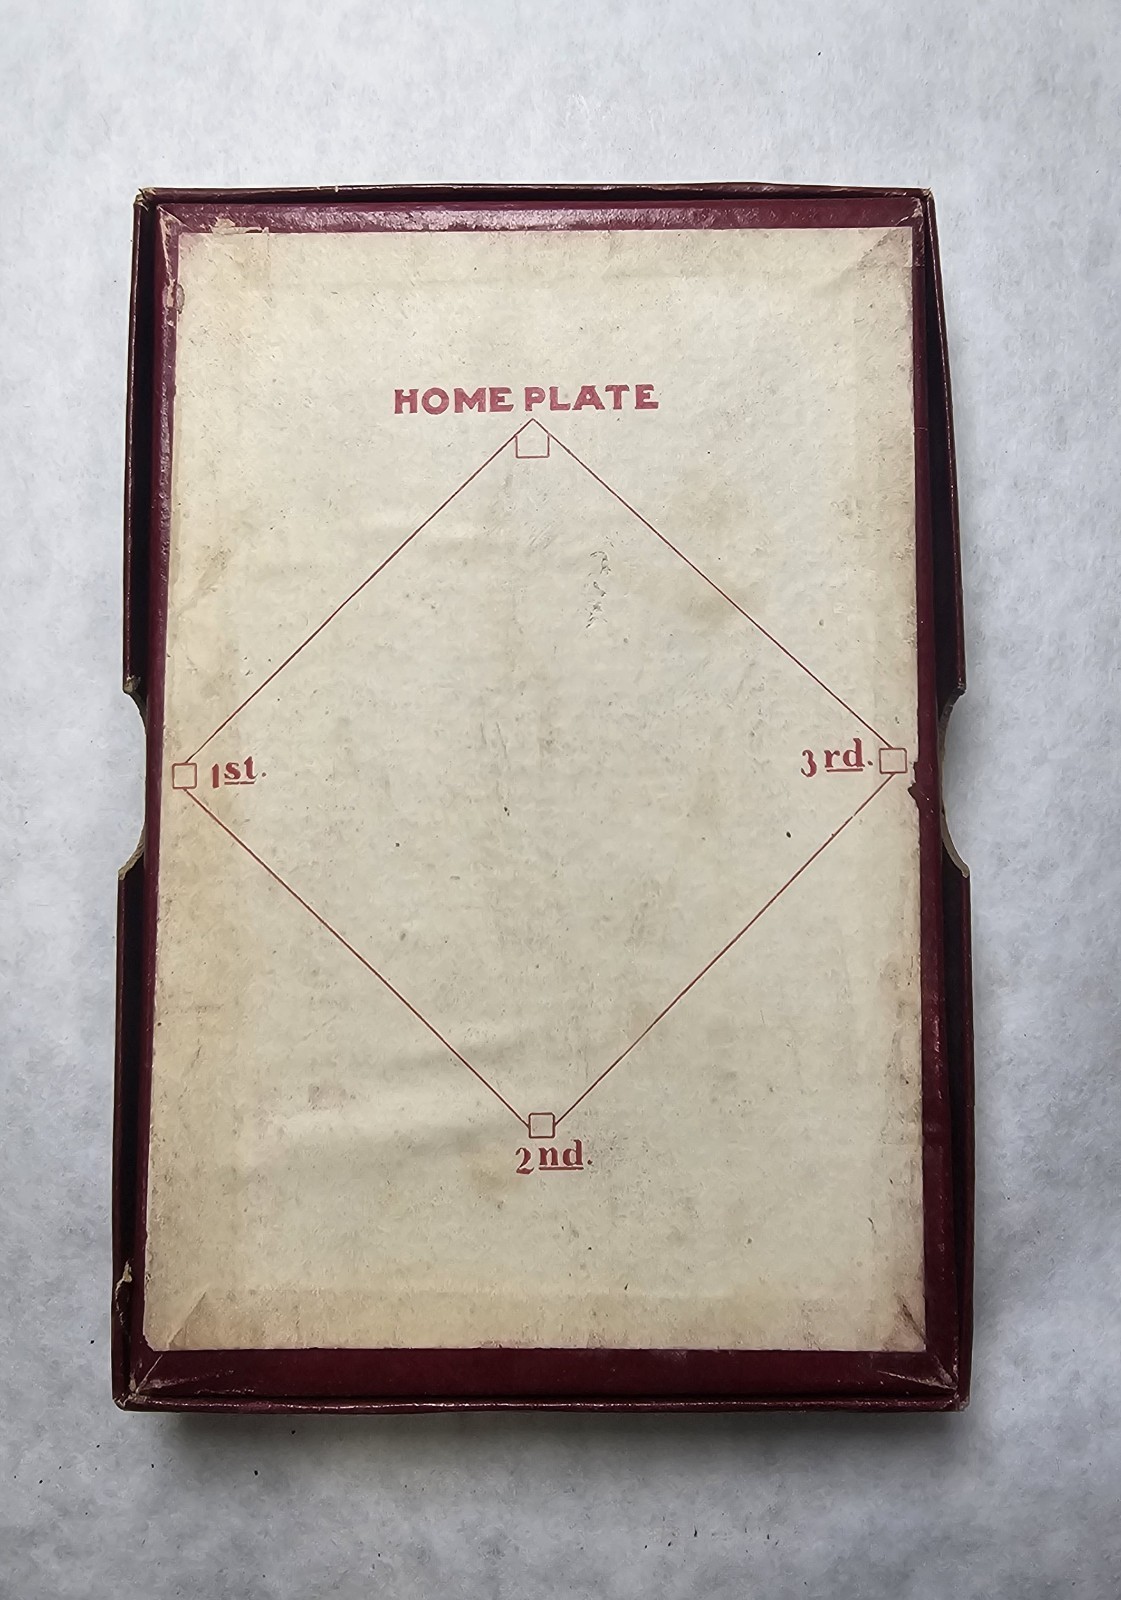 HOME PLATE
1st.
3rd.
2nd.